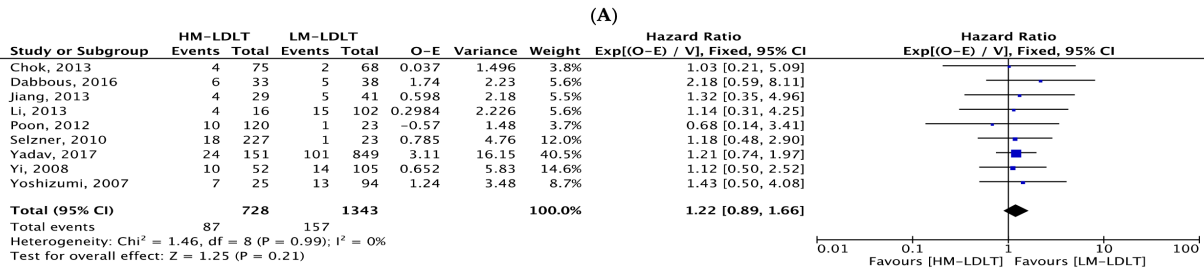 (A)
HM-LDLT LM-LDLT Hazard Ratio Hazard Ratio
Study or Subgroup Events Total Events Total O-E Variance Weight Exp[(O-E) / V], Fixed, 95% CI Exp[(O-E) / V], Fixed, 95% CI
Chok, 2013 4 75 2 68 0.037 1.496 3.8% 1.03 [0.21, 5.09]
Dabbous, 2016 6 33 5 38 1.74 2.23 5.6% 2.18 [0.59, 8.11]
Jiang, 2013 4 29 5 41 0.598 2.18 5.5% 1.32 [0.35, 4.96]
Li, 2013 4 16 15 102 0.2984 2.226 5.6% 1.14 [0.31, 4.25]
Poon, 2012 10 120 1 23 -0.57 1.48 3.7% 0.68 [0.14, 3.41]
Selzner, 2010 18 227 1 23 0.785 4.76 12.0% 1.18 [0.48, 2.90]
Yadav, 2017 24 151 101 849 3.11 16.15 40.5% 1.21 [0.74, 1.97]
Yi, 2008 10 52 14 105 0.652 5.83 14.6% 1.12 [0.50, 2.52]
Yoshizumi, 2007 7 25 13 94 1.24 3.48 8.7% 1.43 [0.50, 4.08]
Total (95% CI) 728 1343 100.0% 1.22 [0.89, 1.66]
Total events 87 157
Heterogeneity: Chi² = 1.46, df = 8 (P = 0.99); I² = 0%
Test for overall effect: Z = 1.25 (P = 0.21)
0.01 0.1 1 10 100
Favours [HM-LDLT] Favours [LM-LDLT]